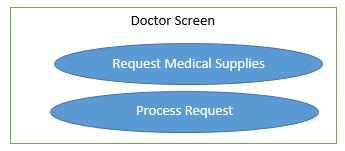 Doctor Screen
Request Medical Supplies
Process Request